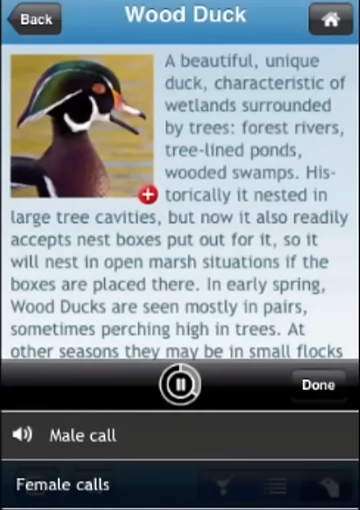 Back
Wood Duck
A beautiful, unique
duck, characteristic of
wetlands surrounded
by trees: forest rivers,
tree-lined ponds,
wooded swamps. His-
torically it nested in
large tree cavities, but now it also readily
accepts nest boxes put out for it, so it
will nest in open marsh situations if the
boxes are placed there. In early spring,
Wood Ducks are seen mostly in pairs,
sometimes perching high in trees. At
other seasons they may be in small flocks
Done
Male call
Female calls